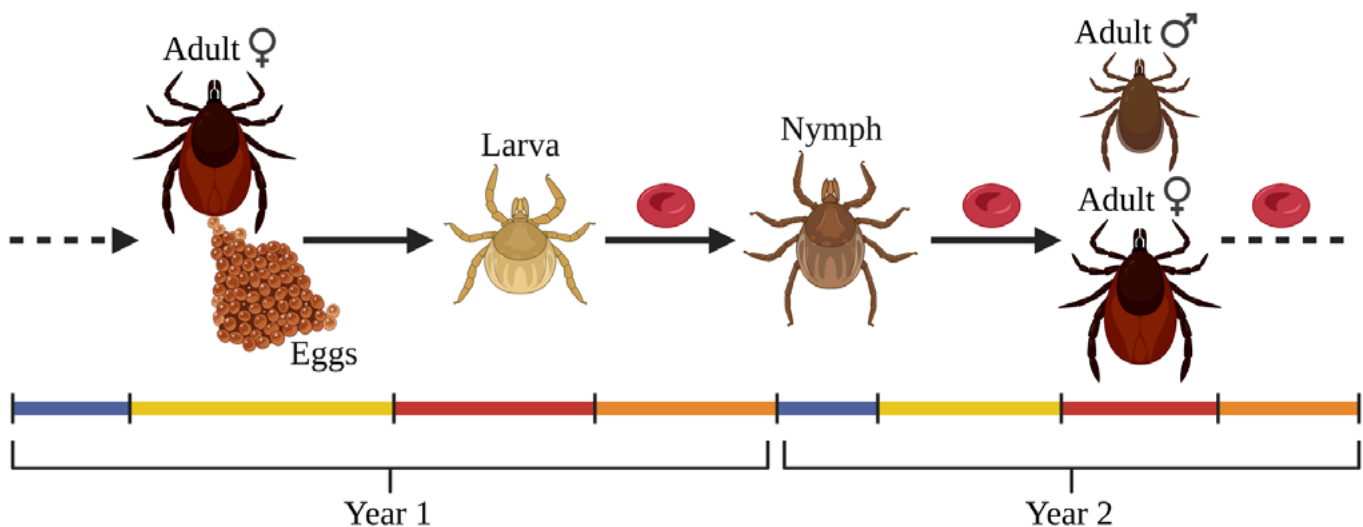 Adult ♀
Eggs
Larva
Nymph
Adult ♂
Adult ♀
Year 1
Year 2